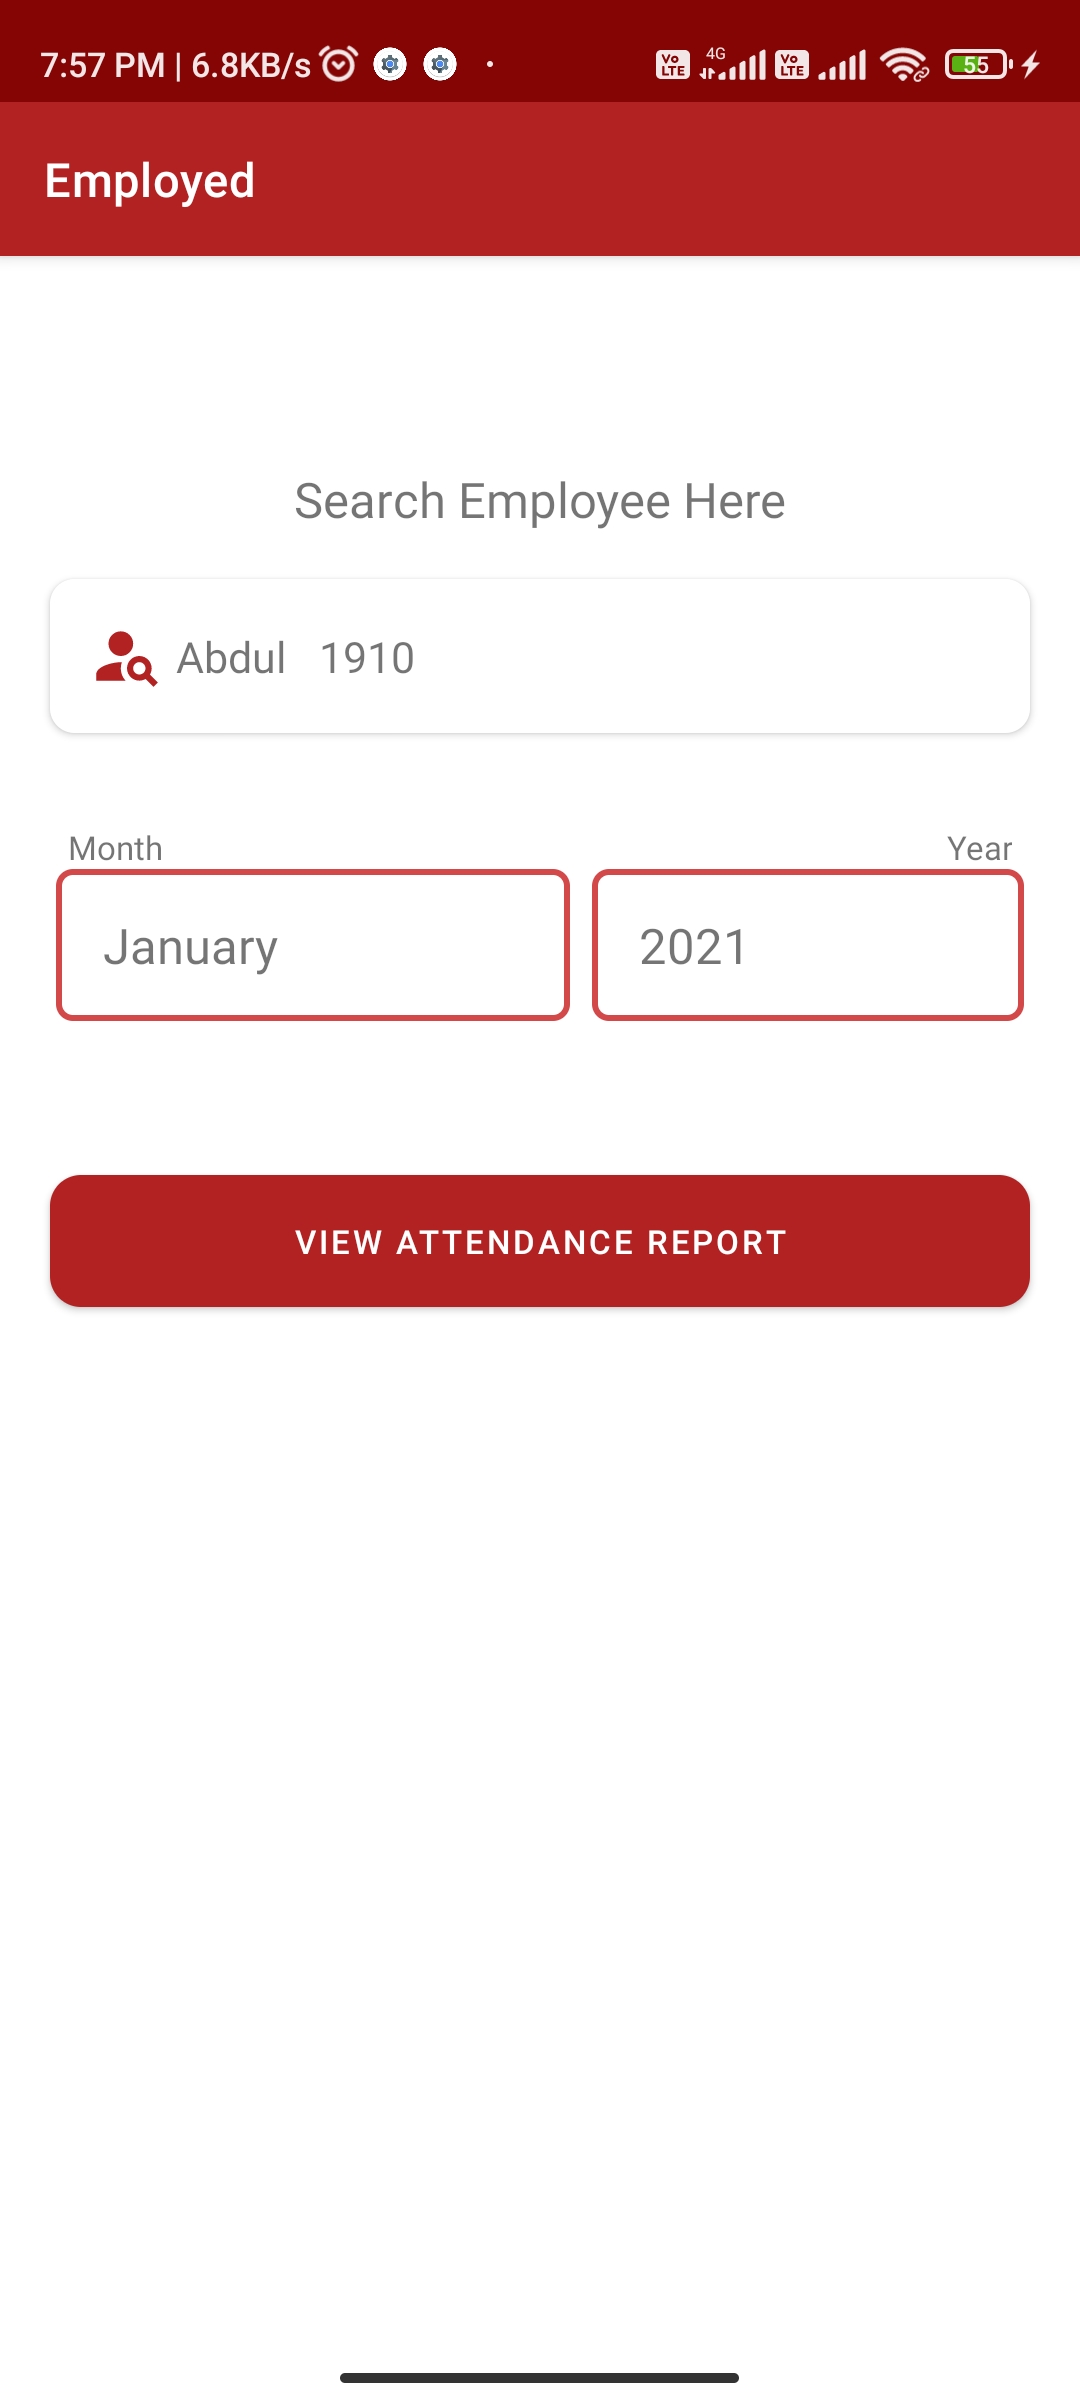 7:57 PM | 6.8KB/s Vo LTE 4G Vo LTE 55
Employed
Search Employee Here
Abdul 1910
Month Year
January 2021
VIEW ATTENDANCE REPORT